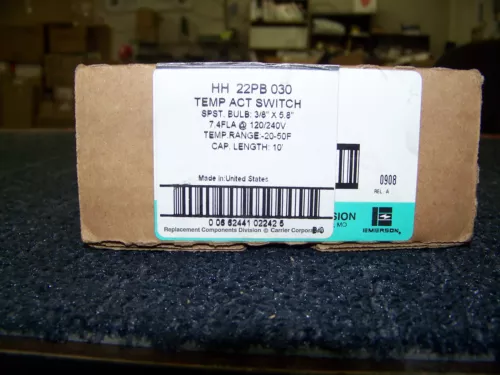 HH 22PB 030
TEMP ACT SWITCH
SPST. BULB: 3/8" X 5.8"
7.4FLA @ 120/240V
TEMP.RANGE:-20-50F
CAP. LENGTH: 10'
Made in:United States
0 06 62441 02242 5
Replacement Components Division © Carrier Corporation
0908
REL. A
SION
MO
EMERSON